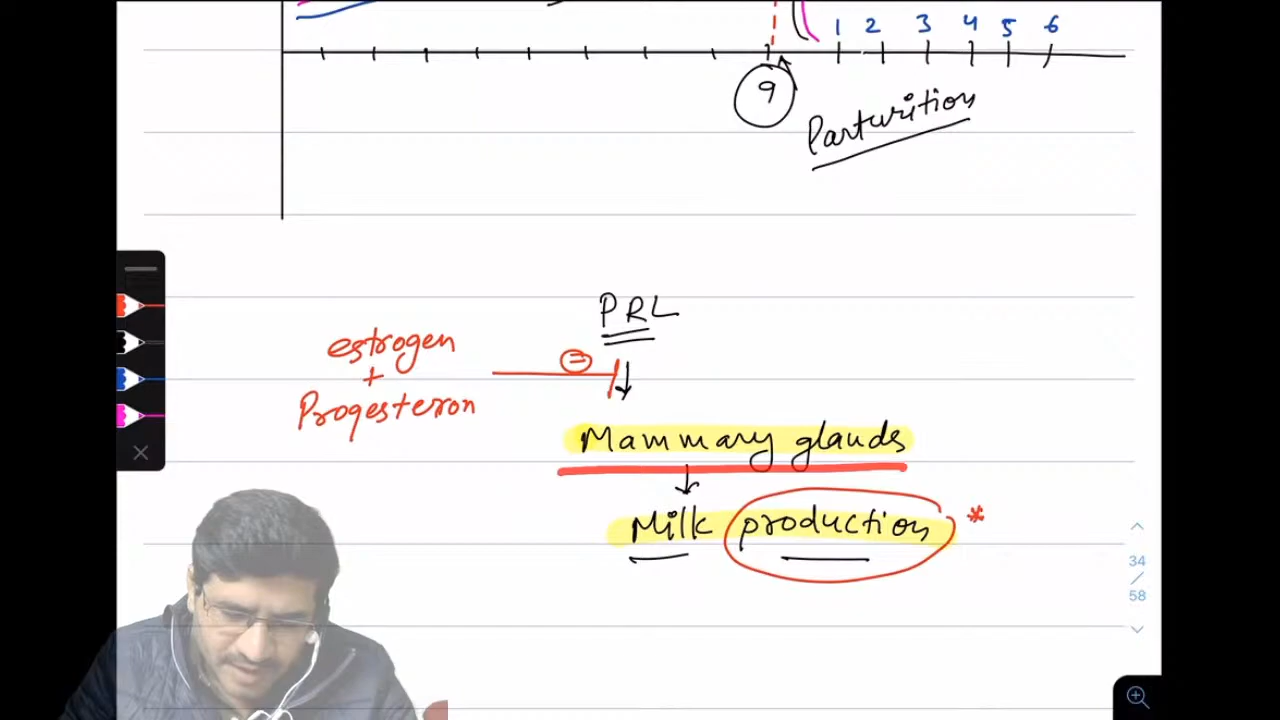 1 2 3 4 5 6
9
Parturition
PRL
estrogen
+
Progesteron
Mammary glands
Milk production *
34
/
58